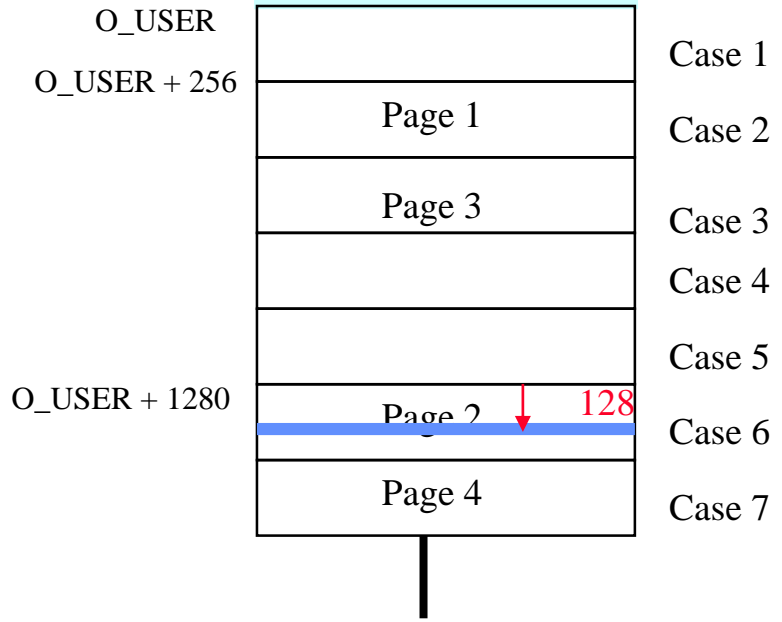 O_USER
Case 1
O_USER + 256
Page 1
Case 2
Page 3
Case 3
Case 4
Case 5
O_USER + 1280
Page 2
128
Case 6
Page 4
Case 7